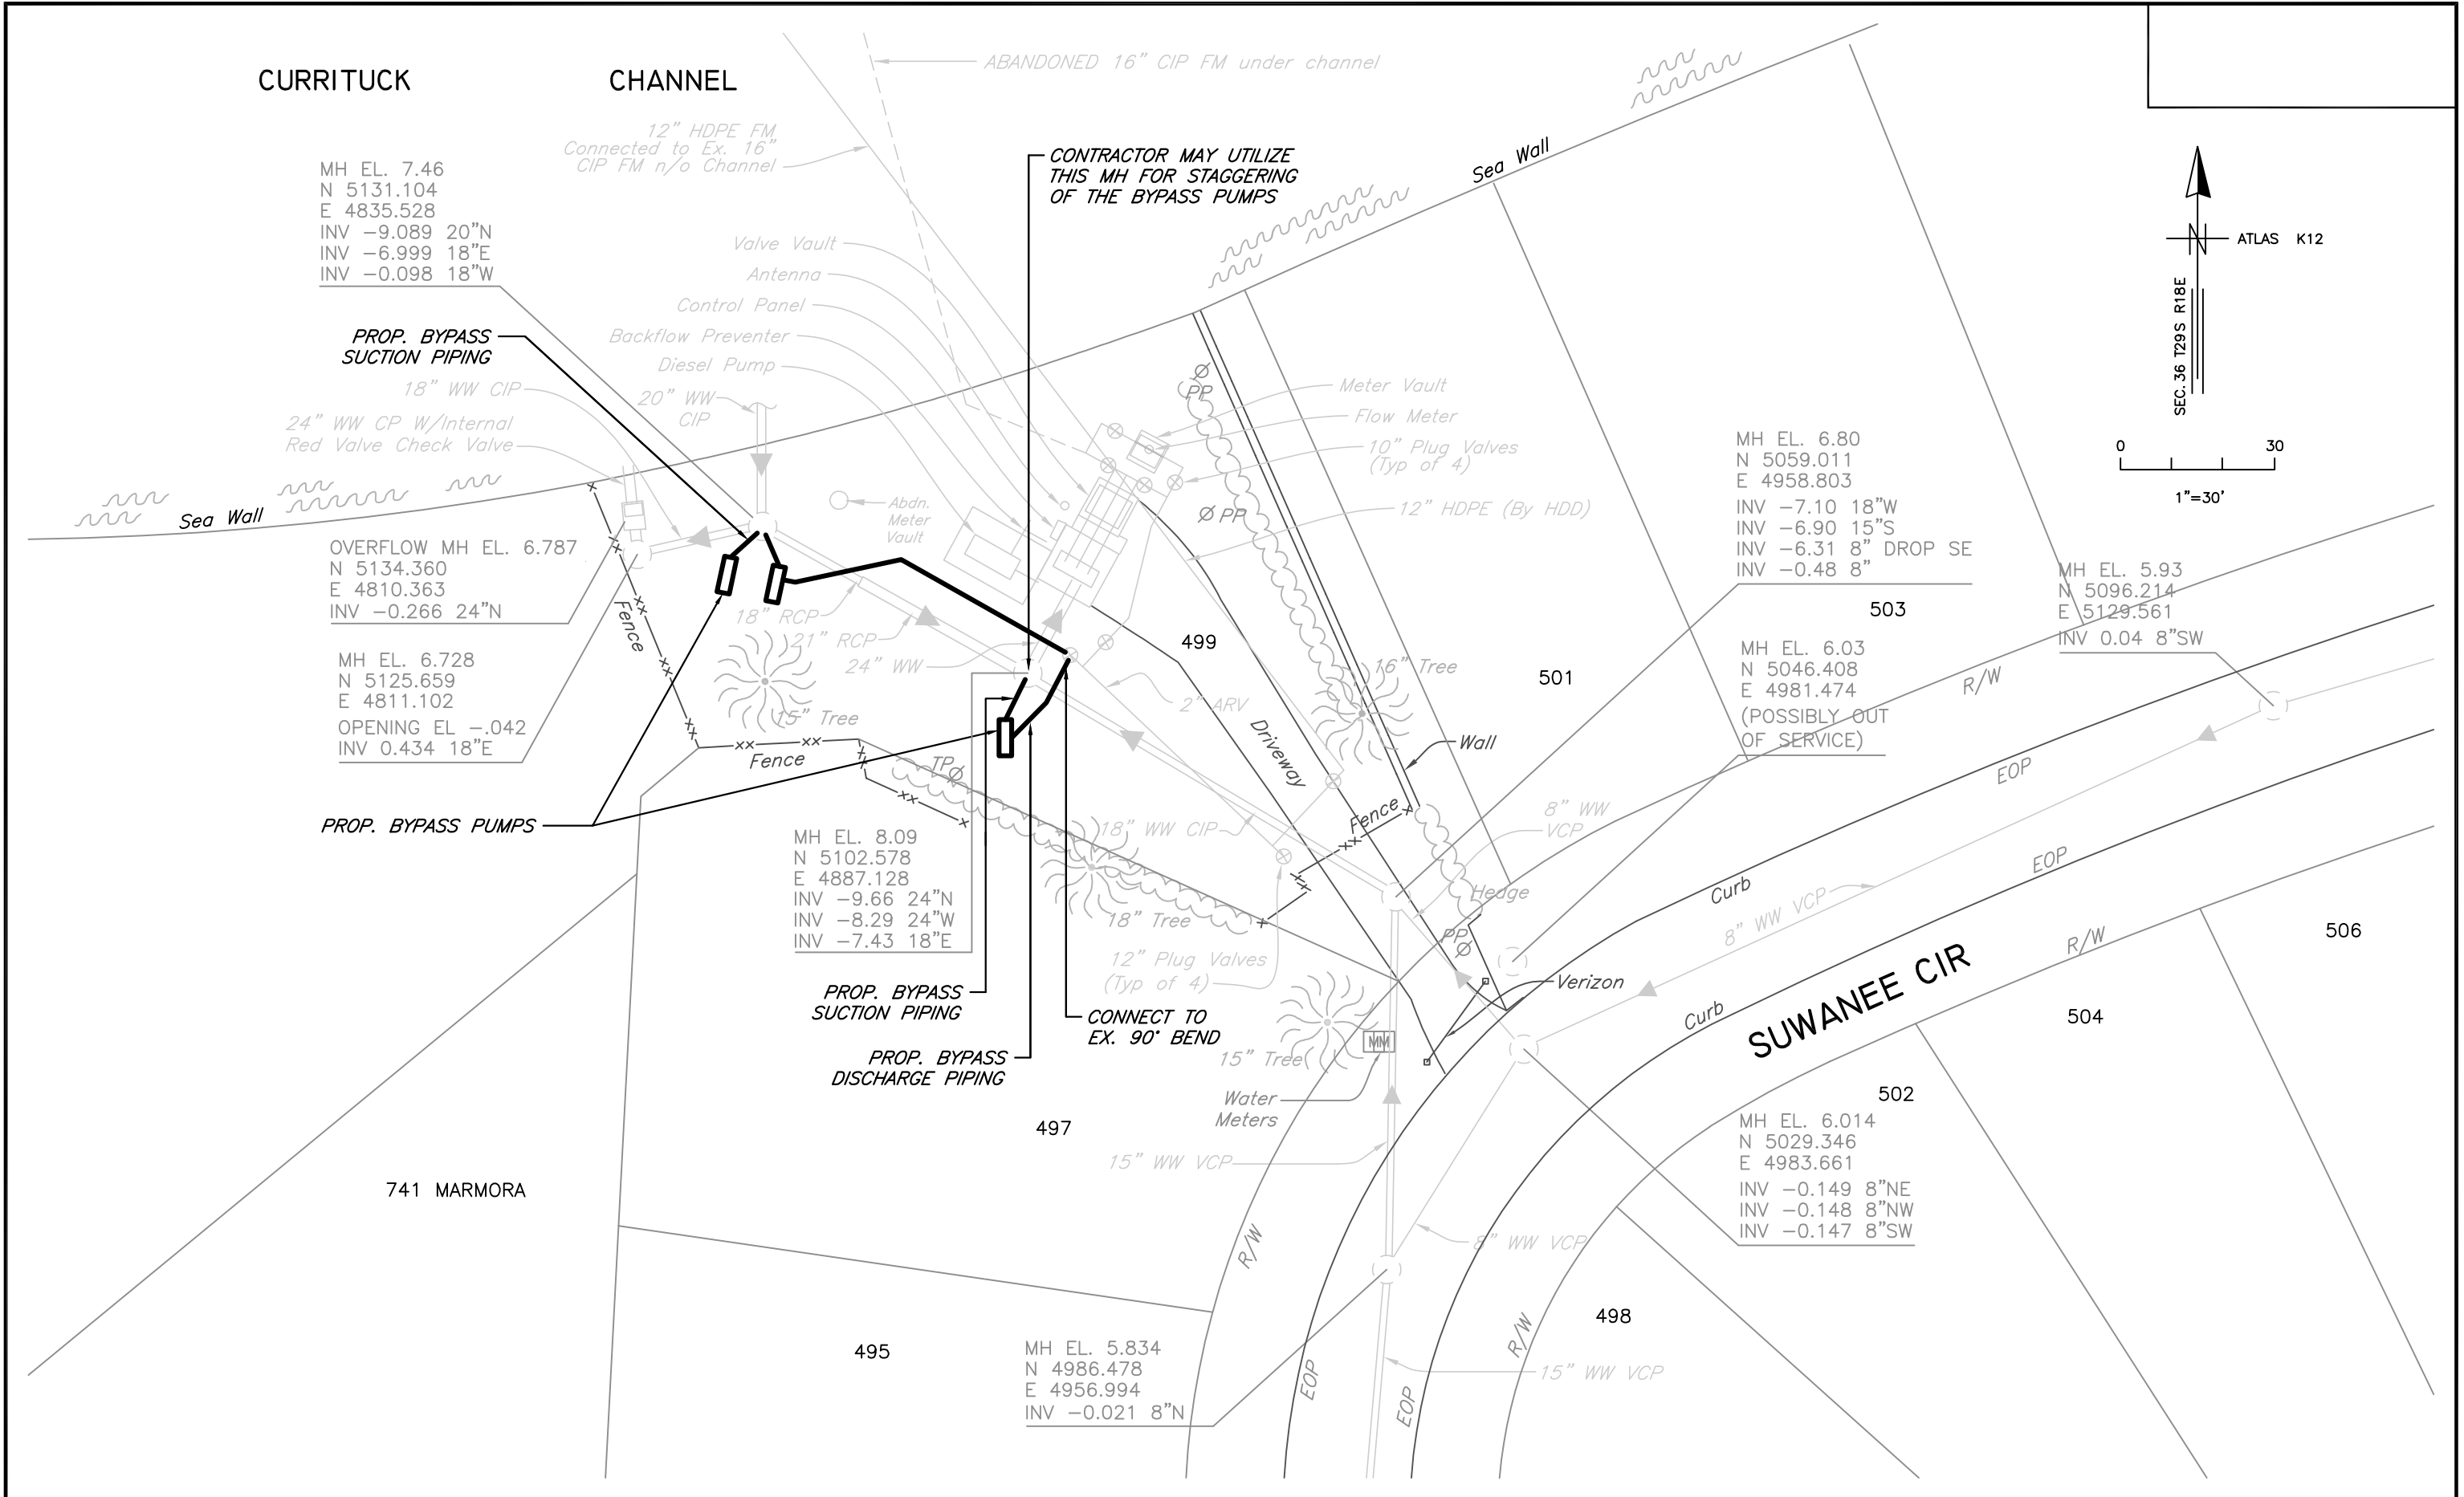 CURRITUCK CHANNEL
ABANDONED 16" CIP FM under channel
12" HDPE FM
Connected to Ex. 16"
CIP FM n/o Channel
CONTRACTOR MAY UTILIZE
THIS MH FOR STAGGERING
OF THE BYPASS PUMPS
Sea Wall
ATLAS K12
SEC.36 T29S R18E
0 30
1"=30'
MH EL. 7.46
N 5131.104
E 4835.528
INV -9.089 20"N
INV -6.999 18"E
INV -0.098 18"W
Valve Vault
Antenna
Control Panel
Backflow Preventer
Diesel Pump
PROP. BYPASS
SUCTION PIPING
18" WW CIP
20" WW
CIP
24" WW CP W/Internal
Red Valve Check Valve
Sea Wall
Abdn.
Meter
Vault
PP
PP
Meter Vault
Flow Meter
10" Plug Valves
(Typ of 4)
12" HDPE (By HDD)
MH EL. 6.80
N 5059.011
E 4958.803
INV -7.10 18"W
INV -6.90 15"S
INV -6.31 8" DROP SE
INV -0.48 8"
MH EL. 5.93
N 5096.214
E 5129.561
INV 0.04 8"SW
OVERFLOW MH EL. 6.787
N 5134.360
E 4810.363
INV -0.266 24"N
Fence
18" RCP
21" RCP
24" WW
499
503
501
MH EL. 6.03
N 5046.408
E 4981.474
(POSSIBLY OUT
OF SERVICE)
R/W
MH EL. 6.728
N 5125.659
E 4811.102
OPENING EL -.042
INV 0.434 18"E
15" Tree
Fence
TP
2" ARV
16" Tree
Driveway
Wall
Fence
EOP
PROP. BYPASS PUMPS
MH EL. 8.09
N 5102.578
E 4887.128
INV -9.66 24"N
INV -8.29 24"W
INV -7.43 18"E
18" WW CIP
8" WW
VCP
Hedge
Curb
EOP
18" Tree
PP
8" WW VCP
R/W
506
12" Plug Valves
(Typ of 4)
PROP. BYPASS
SUCTION PIPING
CONNECT TO
EX. 90° BEND
PROP. BYPASS
DISCHARGE PIPING
Verizon
Curb
SUWANEE CIR
504
15" Tree
MM
Water
Meters
502
497
15" WW VCP
MH EL. 6.014
N 5029.346
E 4983.661
INV -0.149 8"NE
INV -0.148 8"NW
INV -0.147 8"SW
741 MARMORA
R/W
8" WW VCP
495
498
R/W
MH EL. 5.834
N 4986.478
E 4956.994
INV -0.021 8"N
EOP
EOP
15" WW VCP